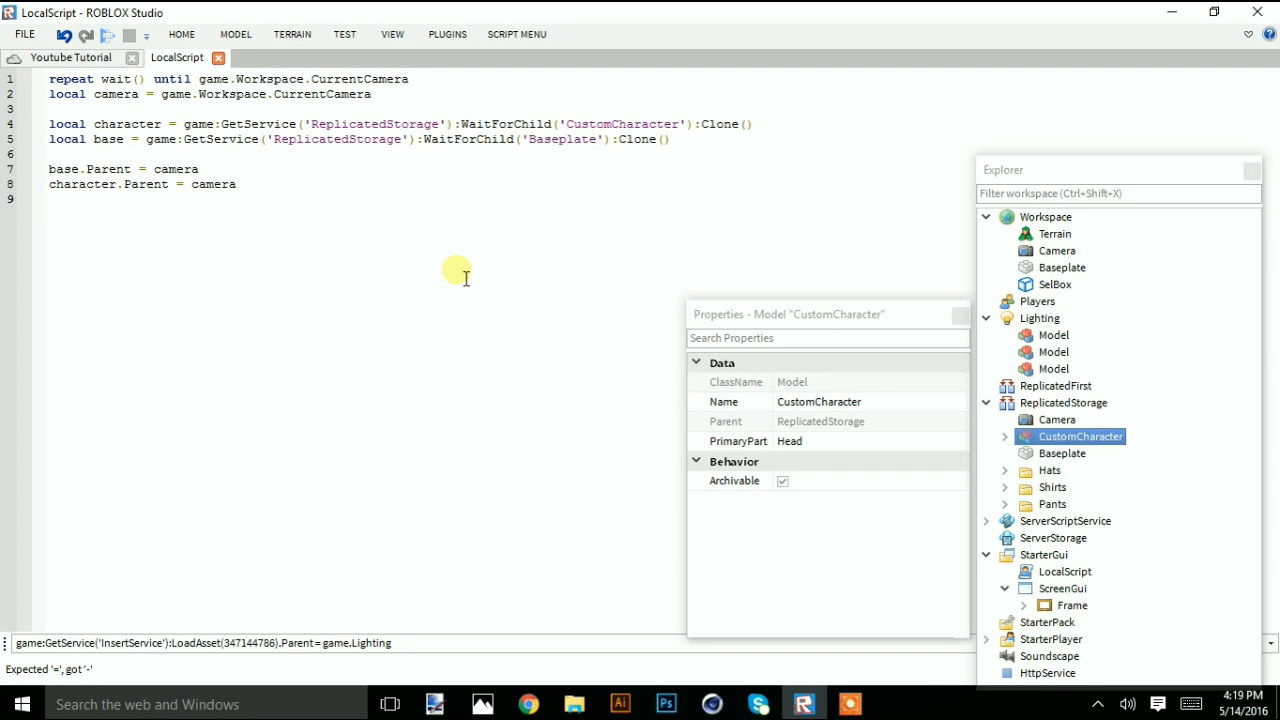 LocalScript - ROBLOX Studio
FILE HOME MODEL TERRAIN TEST VIEW PLUGINS SCRIPT MENU
Youtube Tutorial LocalScript
1 repeat wait() until game.Workspace.CurrentCamera
2 local camera = game.Workspace.CurrentCamera
3
4 local character = game:GetService('ReplicatedStorage'):WaitForChild('CustomCharacter'):Clone()
5 local base = game:GetService('ReplicatedStorage'):WaitForChild('Baseplate'):Clone()
6
7 base.Parent = camera
8 character.Parent = camera
9
Properties - Model "CustomCharacter"
Search Properties
Data
ClassName Model
Name CustomCharacter
Parent ReplicatedStorage
PrimaryPart Head
Behavior
Archivable
Explorer
Filter workspace (Ctrl+Shift+X)
Workspace
Terrain
Camera
Baseplate
SelBox
Players
Lighting
Model
Model
Model
ReplicatedFirst
ReplicatedStorage
Camera
CustomCharacter
Baseplate
Hats
Shirts
Pants
ServerScriptService
ServerStorage
StarterGui
LocalScript
ScreenGui
Frame
StarterPack
StarterPlayer
Soundscape
HttpService
game:GetService('InsertService'):LoadAsset(347144786).Parent = game.Lighting
Expected '=', got '-'
Search the web and Windows
Ai
Ps
4:19 PM
5/14/2016